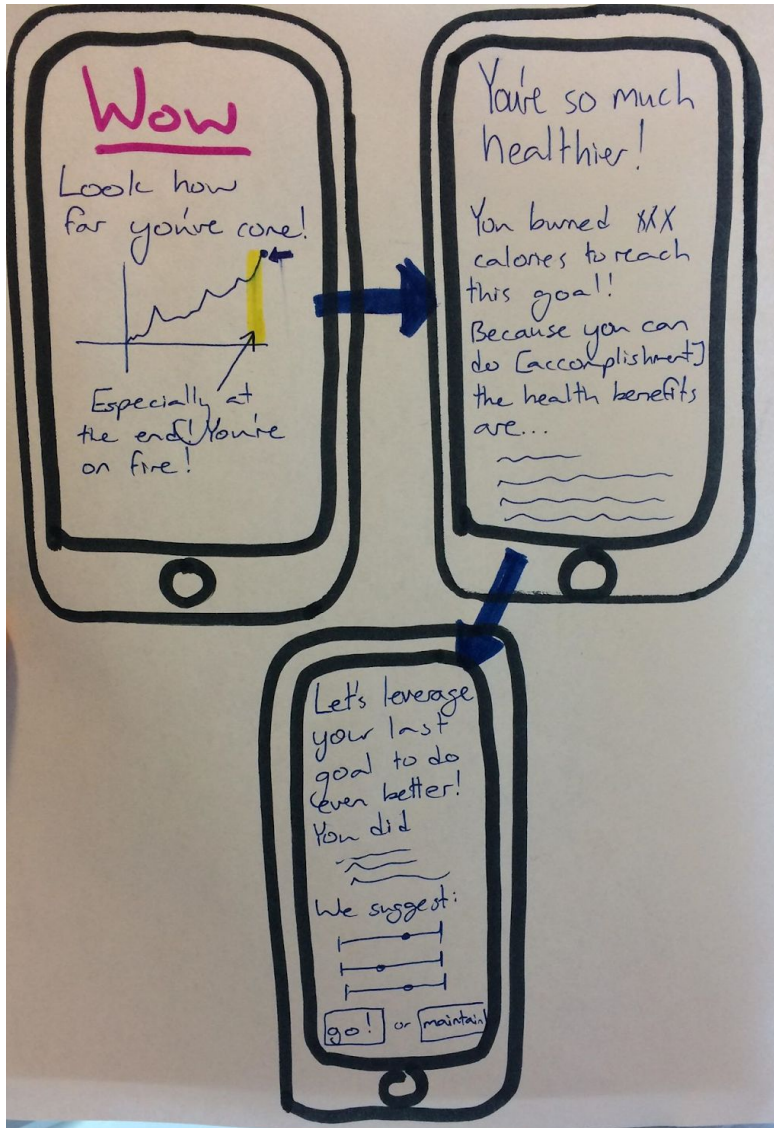 Wow
Look how
far you've come!
Especially at
the end! You're
on fire!
You're so much
healthier!
You burned XXX
calories to reach
this goal!
Because you can
do [accomplishment]
the health benefits
are...
Let's leverage
your last
goal to do
even better!
You did
We suggest:
go! or maintain